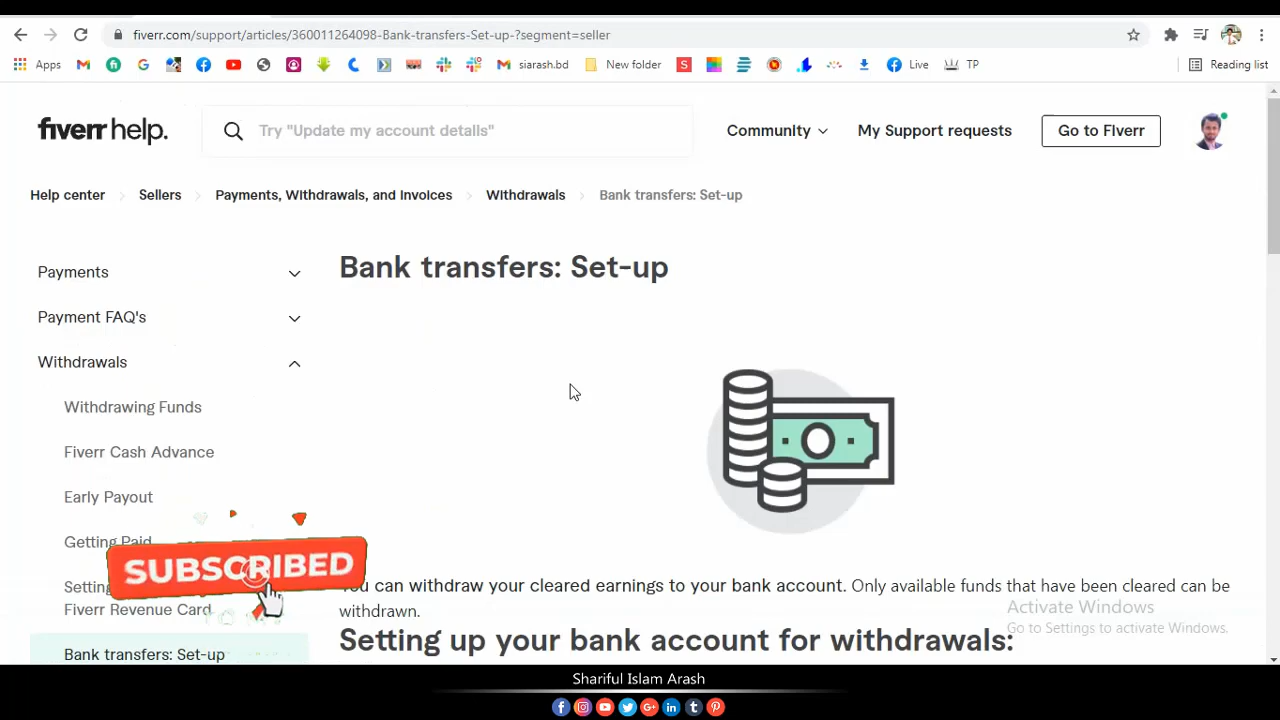 fiverr.com/support/articles/360011264098-Bank-transfers-Set-up-?segment=seller
Apps
siarash.bd
New folder
S
Live
TP
Reading list
fiverr help.
Try "Update my account details"
Community
My Support requests
Go to Fiverr
Help center
Sellers
Payments, Withdrawals, and Invoices
Withdrawals
Bank transfers: Set-up
Payments
Payment FAQ's
Withdrawals
Withdrawing Funds
Fiverr Cash Advance
Early Payout
Getting Paid
Setting
Fiverr Revenue Card
Bank transfers: Set-up
SUBSCRIBED
Bank transfers: Set-up
You can withdraw your cleared earnings to your bank account. Only available funds that have been cleared can be
withdrawn.
Setting up your bank account for withdrawals:
Activate Windows
Go to Settings to activate Windows.
Shariful Islam Arash